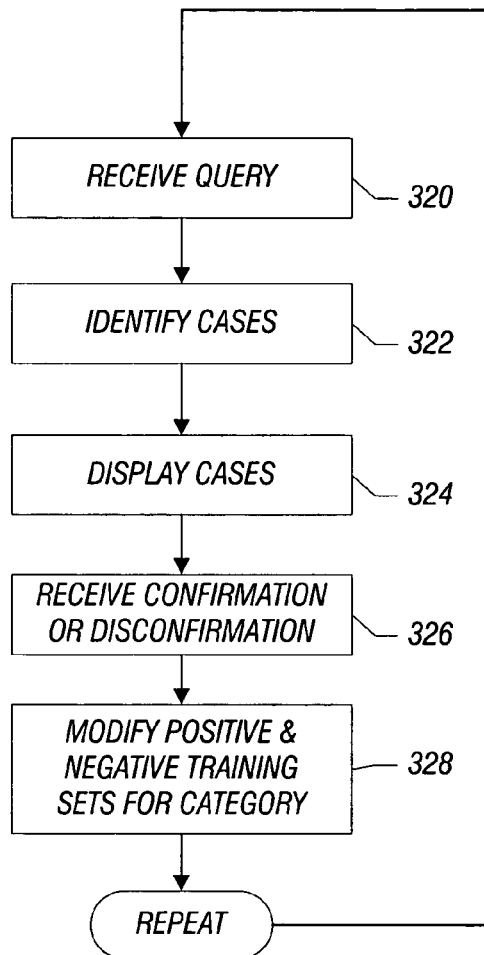 RECEIVE QUERY
320
IDENTIFY CASES
322
DISPLAY CASES
324
RECEIVE CONFIRMATION
OR DISCONFIRMATION
326
MODIFY POSITIVE &
NEGATIVE TRAINING
SETS FOR CATEGORY
328
REPEAT